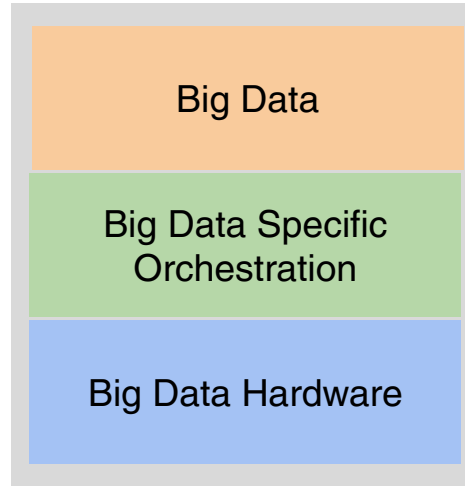 Big Data
Big Data Specific
Orchestration
Big Data Hardware